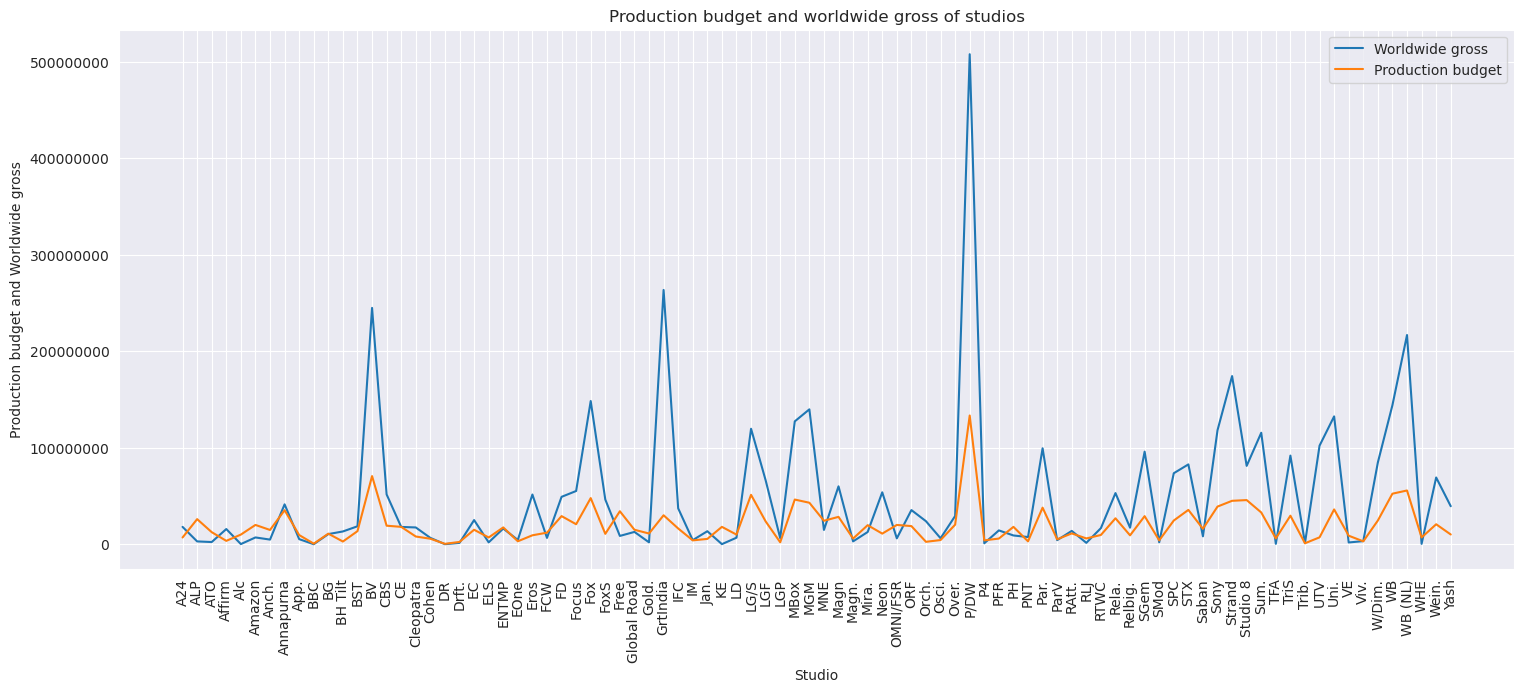 Production budget and worldwide gross of studios
Worldwide gross
Production budget
Production budget and Worldwide gross
500000000
400000000
300000000
200000000
100000000
0
A24
ALP
ATO
Affirm
Alc
Amazon
Anch.
Annapurna
App.
BBC
BG
BH Tilt
BST
BV
CBS
CE
Cleopatra
Cohen
DR
Drft.
EC
ELS
ENTMP
EOne
Eros
FCW
FD
Focus
Fox
FoxS
Free
Global Road
Gold.
GrtIndia
IFC
IM
Jan.
KE
LD
LG/S
LGF
LGP
MBox
MGM
MNE
Magn
Magn.
Mira.
Neon
OMNI/FSR
ORF
Orch.
Osci.
Over.
P/DW
P4
PFR
PH
PNT
Par.
ParV
RAtt.
RLJ
RTWC
Rela.
Relbig.
SGem
SMod
SPC
STX
Saban
Sony
Strand
Studio 8
Sum.
TFA
TriS
Trib.
UTV
Uni.
VE
Viv.
W/Dim.
WB
WB (NL)
WHE
Wein.
Yash
Studio